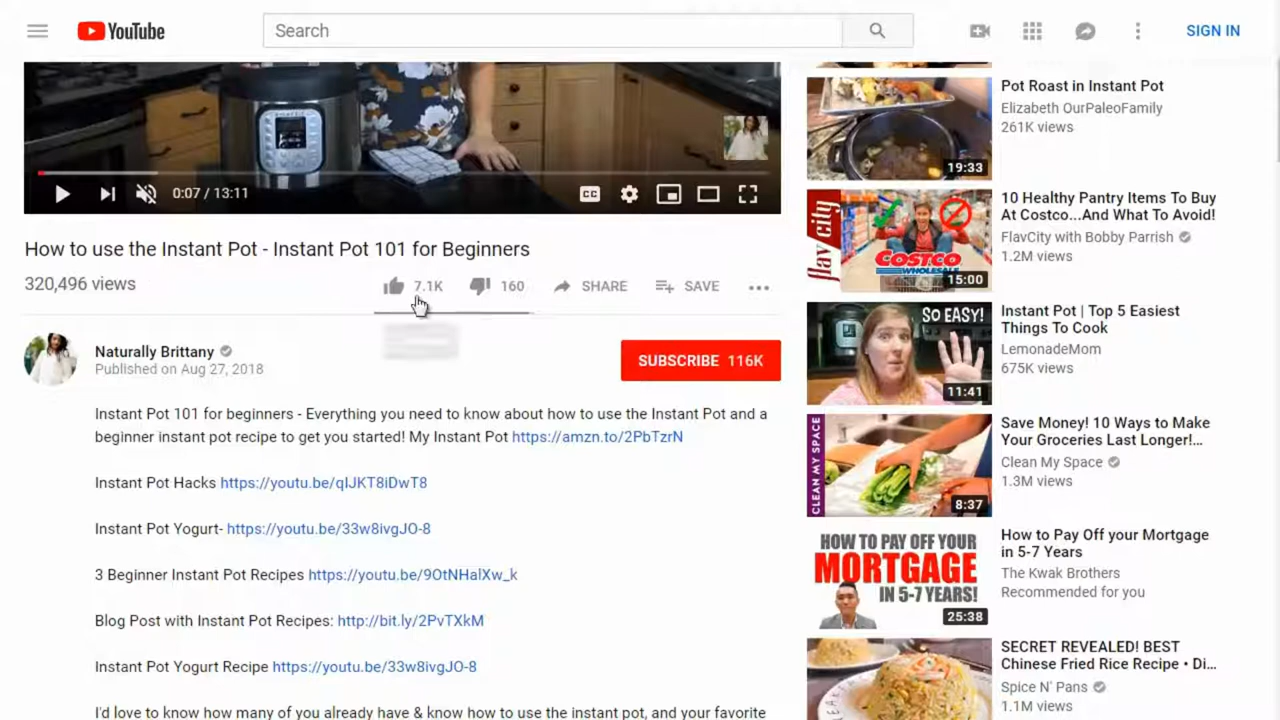 YouTube
Search
SIGN IN
0:07 / 13:11
CC
How to use the Instant Pot - Instant Pot 101 for Beginners
320,496 views
7.1K
160
SHARE
SAVE
Naturally Brittany
Published on Aug 27, 2018
SUBSCRIBE 116K
Instant Pot 101 for beginners - Everything you need to know about how to use the Instant Pot and a
beginner instant pot recipe to get you started! My Instant Pot https://amzn.to/2PbTzrN
Instant Pot Hacks https://youtu.be/qIJKT8iDwT8
Instant Pot Yogurt- https://youtu.be/33w8ivgJO-8
3 Beginner Instant Pot Recipes https://youtu.be/9OtNHalXw_k
Blog Post with Instant Pot Recipes: http://bit.ly/2PvTXkM
Instant Pot Yogurt Recipe https://youtu.be/33w8ivgJO-8
I'd love to know how many of you already have & know how to use the instant pot, and your favorite
19:33
Pot Roast in Instant Pot
Elizabeth OurPaleoFamily
261K views
flav city
COSTCO
WHOLESALE
15:00
10 Healthy Pantry Items To Buy
At Costco...And What To Avoid!
FlavCity with Bobby Parrish
1.2M views
SO EASY!
11:41
Instant Pot | Top 5 Easiest
Things To Cook
LemonadeMom
675K views
CLEAN MY SPACE
8:37
Save Money! 10 Ways to Make
Your Groceries Last Longer!...
Clean My Space
1.3M views
HOW TO PAY OFF YOUR
MORTGAGE
IN 5-7 YEARS!
25:38
How to Pay Off your Mortgage
in 5-7 Years
The Kwak Brothers
Recommended for you
SECRET REVEALED! BEST
Chinese Fried Rice Recipe • Di...
Spice N' Pans
1.1M views